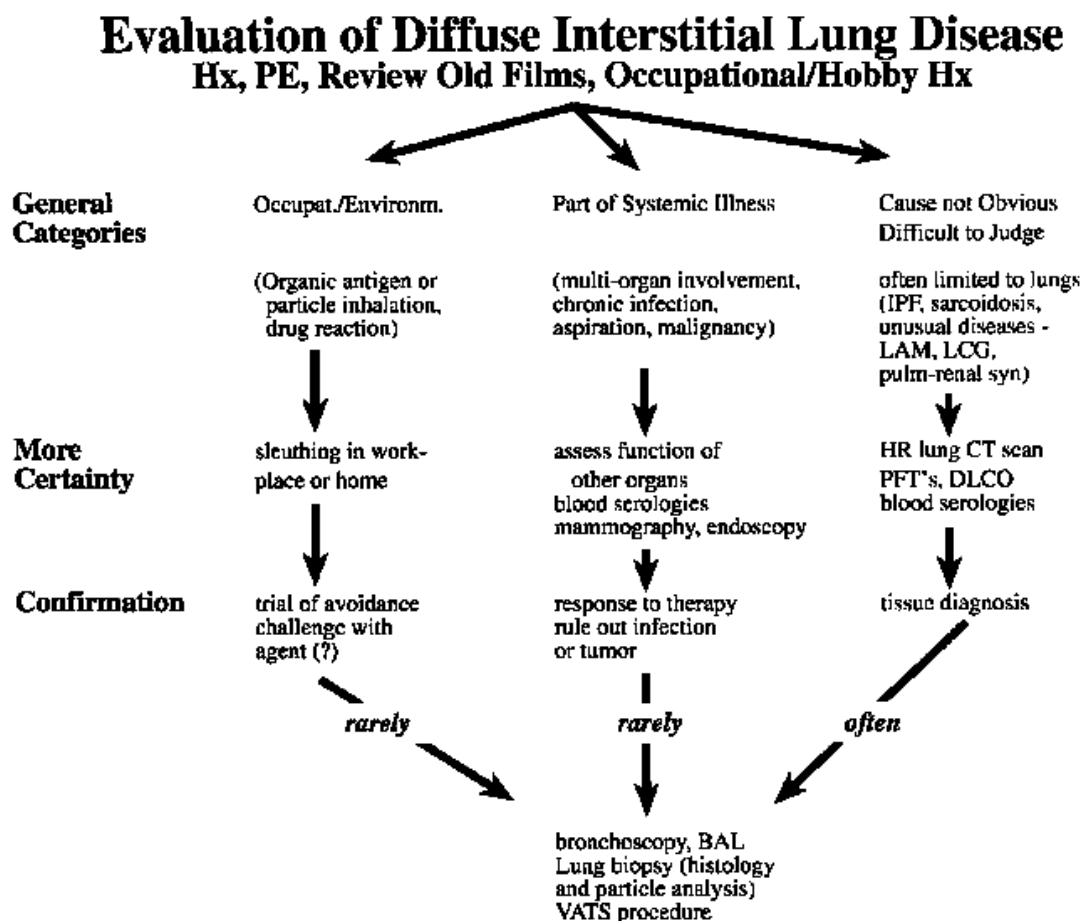 Evaluation of Diffuse Interstitial Lung Disease
Hx, PE, Review Old Films, Occupational/Hobby Hx
General
Categories
Occupat./Environm.
(Organic antigen or
particle inhalation,
drug reaction)
Part of Systemic Illness
(multi-organ involvement,
chronic infection,
aspiration, malignancy)
Cause not Obvious
Difficult to Judge
often limited to lungs
(IPF, sarcoidosis,
unusual diseases -
LAM, LCG,
pulm-renal syn)
More
Certainty
sleuthing in work-
place or home
assess function of
other organs
blood serologies
mammography, endoscopy
HR lung CT scan
PFT's, DLCO
blood serologies
Confirmation
trial of avoidance
challenge with
agent (?)
response to therapy
rule out infection
or tumor
tissue diagnosis
rarely
rarely
often
bronchoscopy, BAL
Lung biopsy (histology
and particle analysis)
VATS procedure